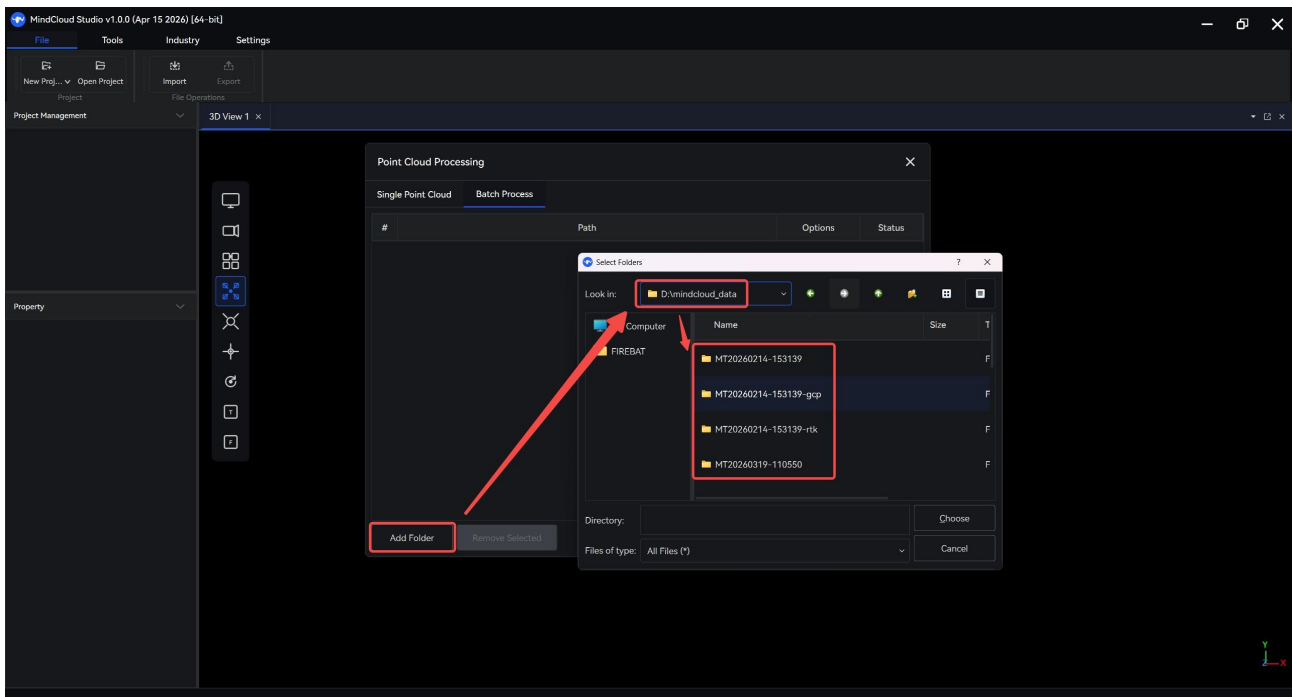 MindCloud Studio v1.0.0 (Apr 15 2026) [64-bit]
File Tools Industry Settings
New Proj... Open Project Import Export
Project File Operations
Project Management
3D View 1
Point Cloud Processing
Single Point Cloud Batch Process
# Path Options Status
Select Folders ?
Look in: D:\mindcloud_data
Computer
FIREBAT
Name Size T
MT20260214-153139 F
MT20260214-153139-gcp F
MT20260214-153139-rtk F
MT20260319-110550 F
Property
T
F
Directory: Choose
Files of type: All Files (*) Cancel
Add Folder Remove Selected
Y
Z X